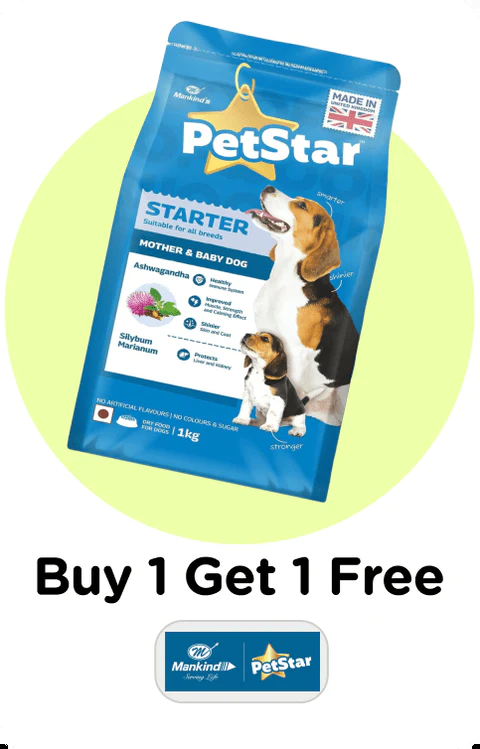 Mankind's
MADE IN
UNITED KINGDOM
PetStar
smarter
STARTER
Suitable for all breeds
MOTHER & BABY DOG
shinier
Ashwagandha
Healthy
Immune System
Improved
Muscle, Strength
and Calming Effect
Shinier
Skin and Coat
Silybum
Marianum
Protects
Liver and Kidney
NO ARTIFICIAL FLAVOURS | NO COLOURS & SUGAR
DRY FOOD
FOR DOGS | 1kg
stronger
Buy 1 Get 1 Free
M
Mankind
Serving Life
PetStar